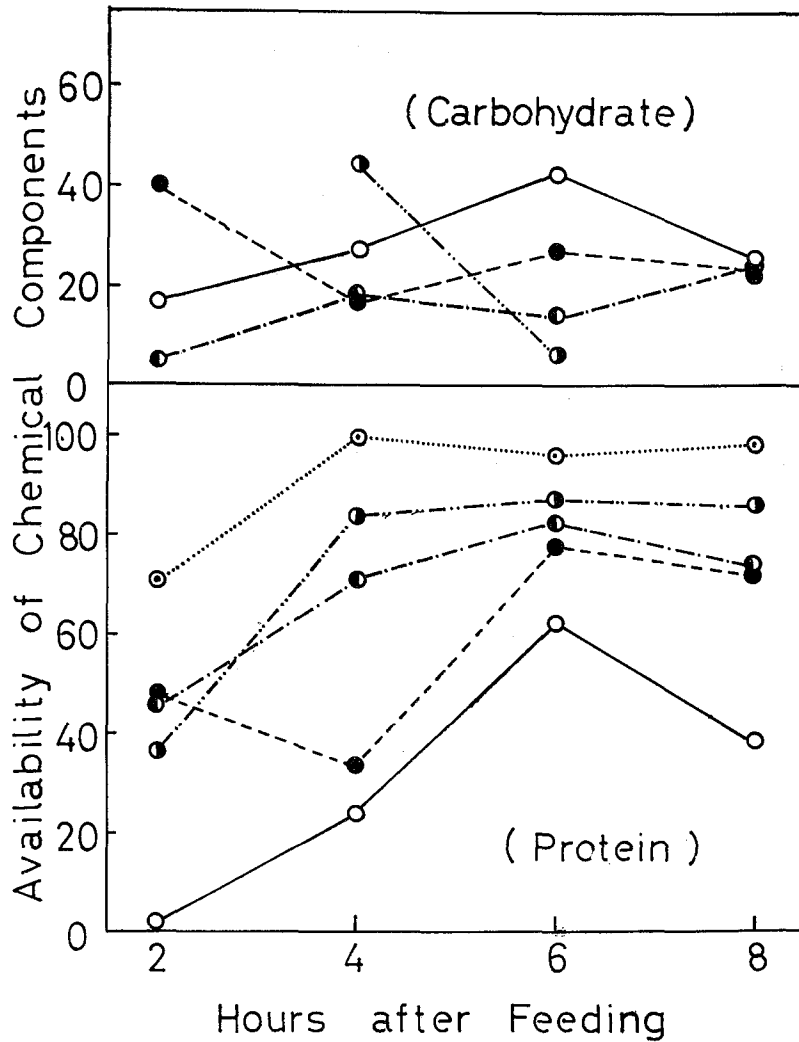 Availability of Chemical Components
60
40
20
0
(Carbohydrate)
100
80
60
40
20
0
(Protein)
2 4 6 8
Hours after Feeding